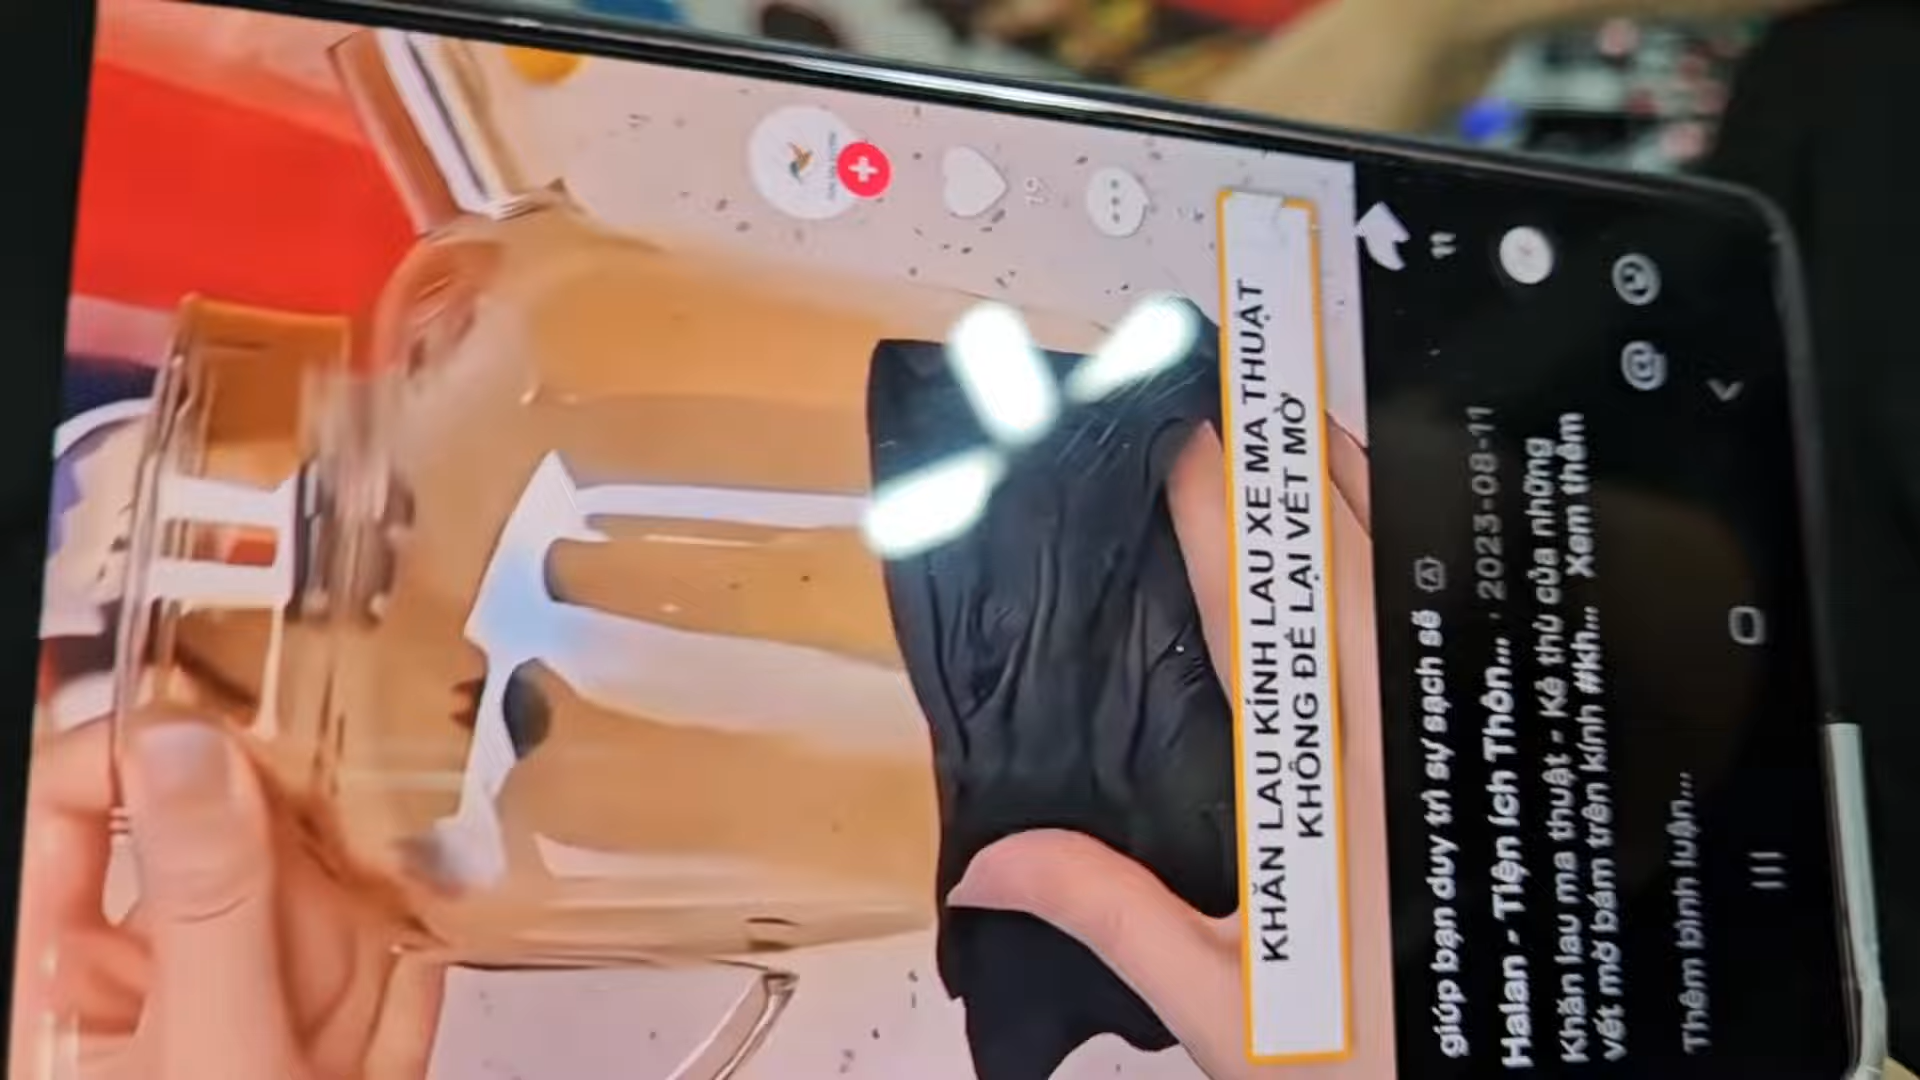 19
11
KHĂN LAU KÍNH LAU XE MA THUẬT
KHÔNG ĐỂ LẠI VẾT MỜ
giúp bạn duy trì sự sạch sẽ
Halan - Tiện Ích Thôn... · 2023-08-11
Khăn lau ma thuật - Kẻ thù của những
vết mờ bám trên kính #kh... Xem thêm
Thêm bình luận...